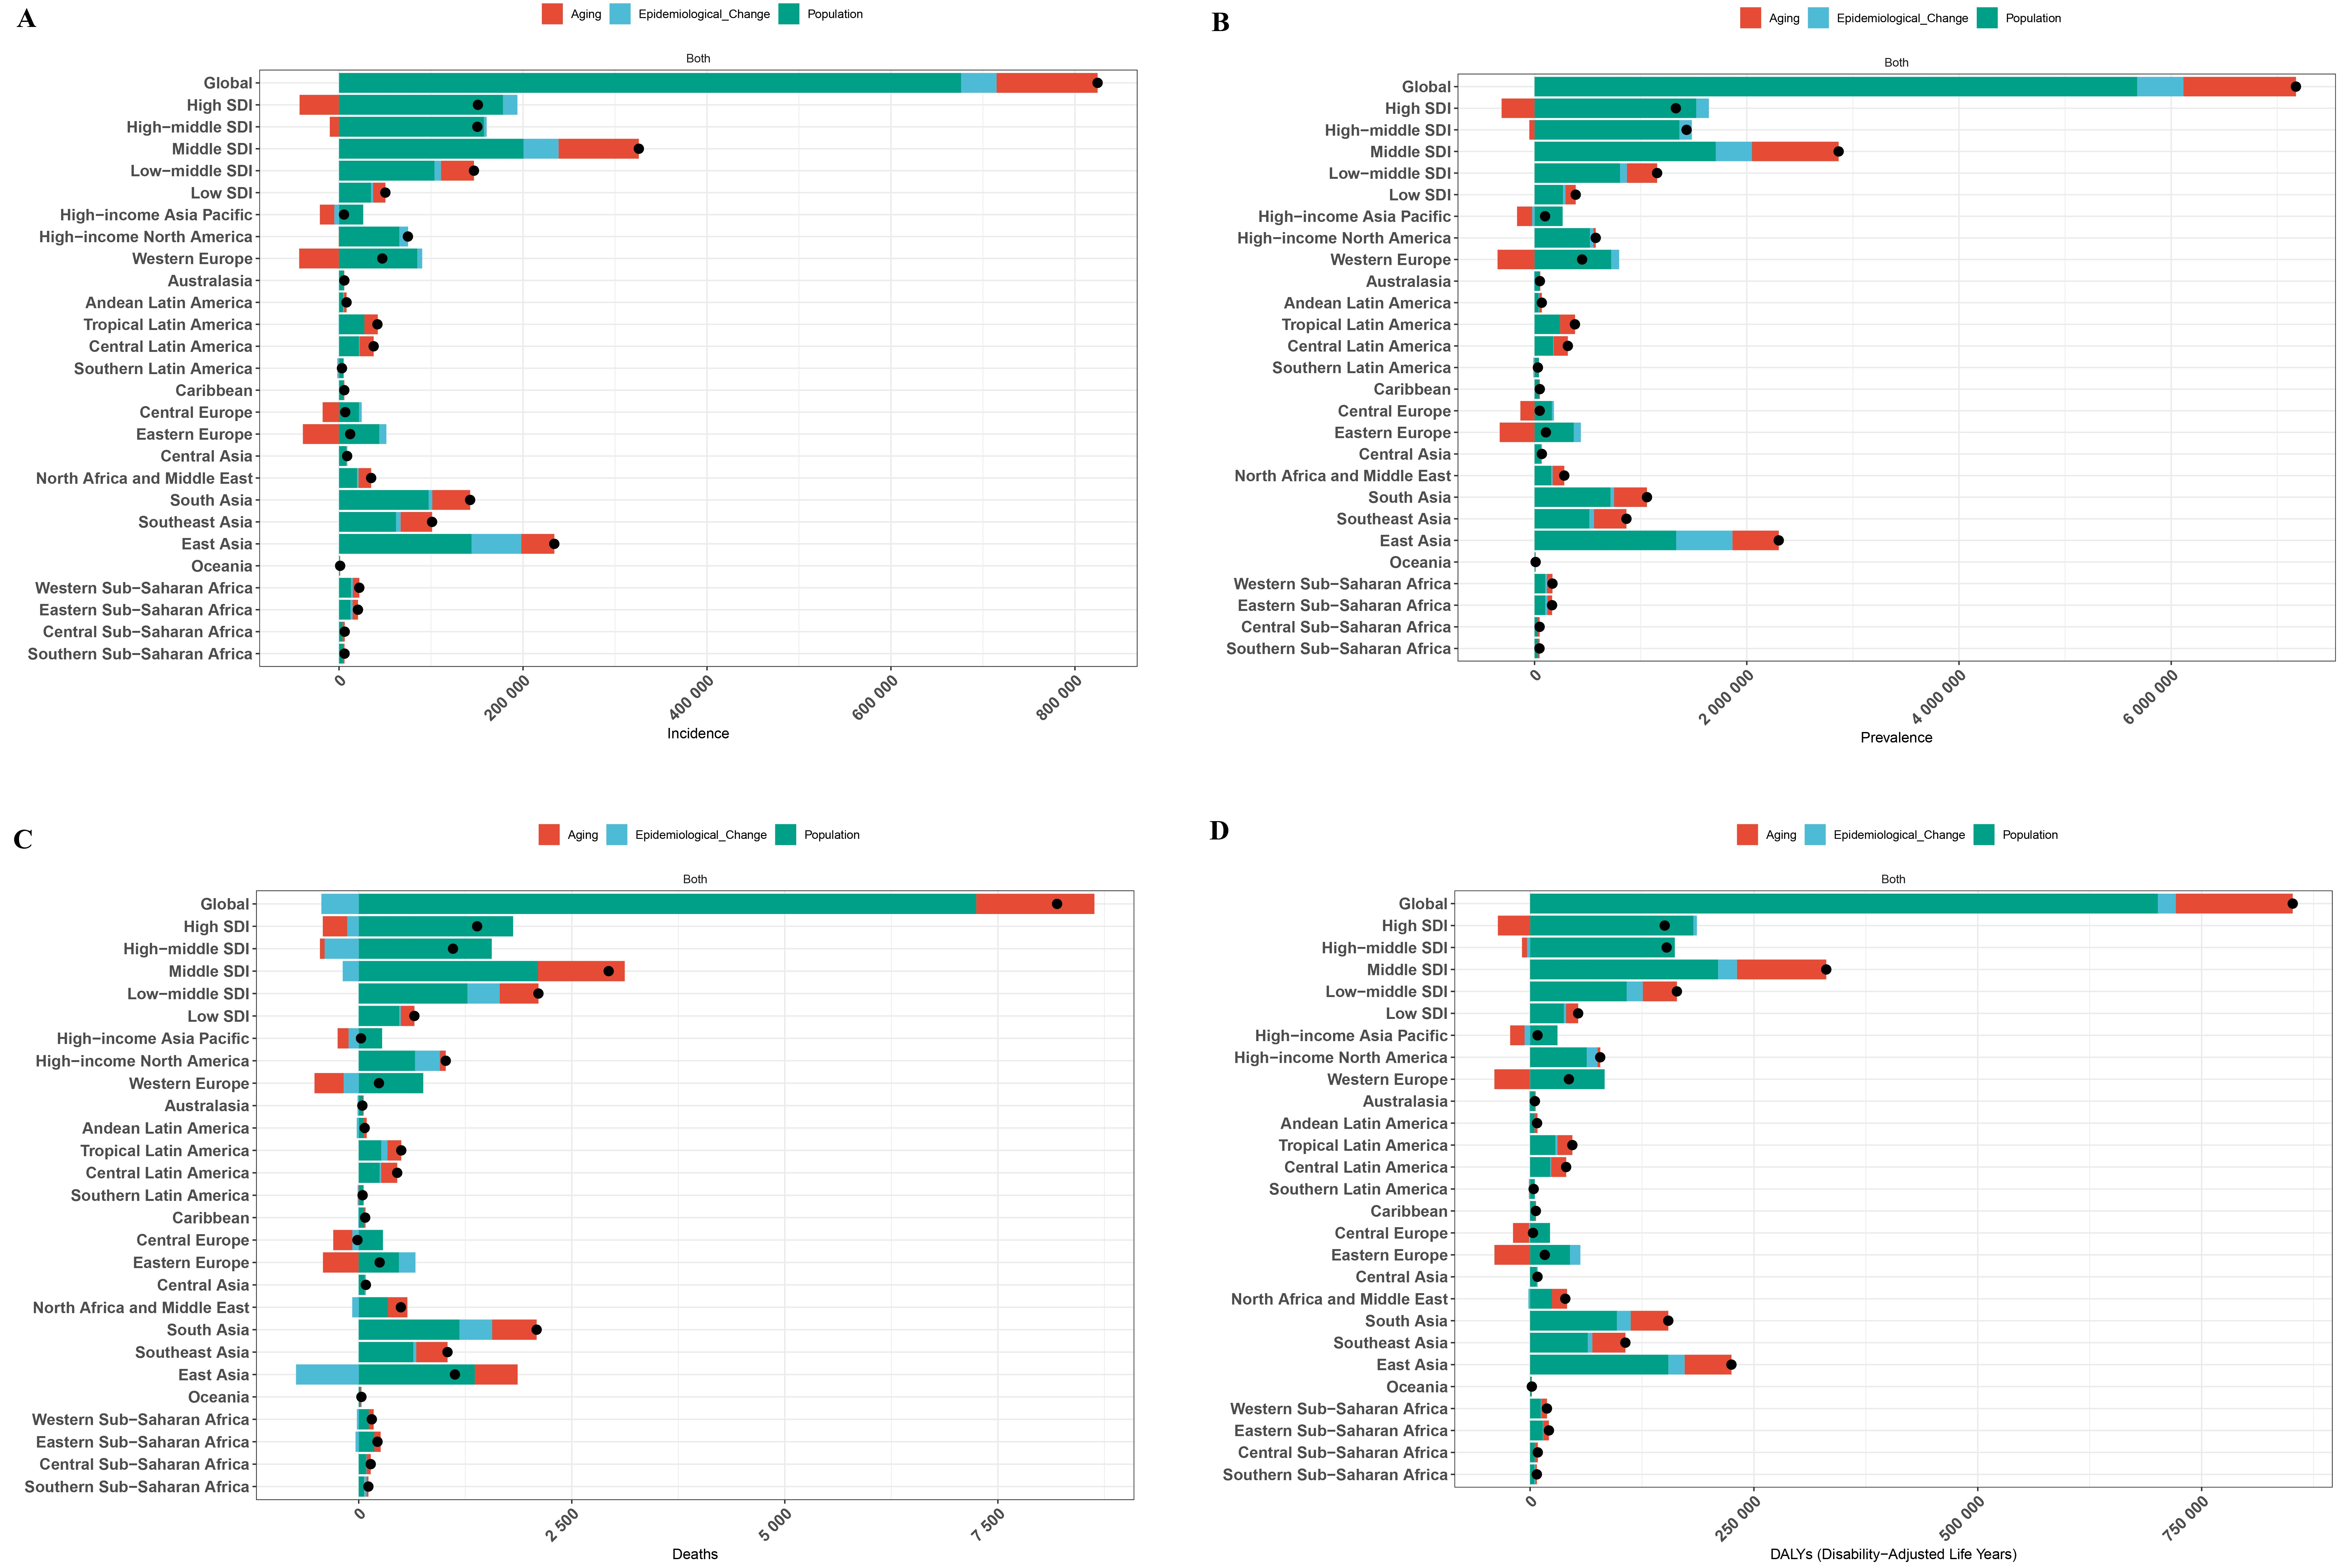 A
Aging Epidemiological_Change Population
Both
Global
High SDI
High−middle SDI
Middle SDI
Low−middle SDI
Low SDI
High−income Asia Pacific
High−income North America
Western Europe
Australasia
Andean Latin America
Tropical Latin America
Central Latin America
Southern Latin America
Caribbean
Central Europe
Eastern Europe
Central Asia
North Africa and Middle East
South Asia
Southeast Asia
East Asia
Oceania
Western Sub−Saharan Africa
Eastern Sub−Saharan Africa
Central Sub−Saharan Africa
Southern Sub−Saharan Africa
0 200 000 400 000 600 000 800 000
Incidence
B
Aging Epidemiological_Change Population
Both
Global
High SDI
High−middle SDI
Middle SDI
Low−middle SDI
Low SDI
High−income Asia Pacific
High−income North America
Western Europe
Australasia
Andean Latin America
Tropical Latin America
Central Latin America
Southern Latin America
Caribbean
Central Europe
Eastern Europe
Central Asia
North Africa and Middle East
South Asia
Southeast Asia
East Asia
Oceania
Western Sub−Saharan Africa
Eastern Sub−Saharan Africa
Central Sub−Saharan Africa
Southern Sub−Saharan Africa
0 2 000 000 4 000 000 6 000 000
Prevalence
C
Aging Epidemiological_Change Population
Both
Global
High SDI
High−middle SDI
Middle SDI
Low−middle SDI
Low SDI
High−income Asia Pacific
High−income North America
Western Europe
Australasia
Andean Latin America
Tropical Latin America
Central Latin America
Southern Latin America
Caribbean
Central Europe
Eastern Europe
Central Asia
North Africa and Middle East
South Asia
Southeast Asia
East Asia
Oceania
Western Sub−Saharan Africa
Eastern Sub−Saharan Africa
Central Sub−Saharan Africa
Southern Sub−Saharan Africa
0 2 500 5 000 7 500
Deaths
D
Aging Epidemiological_Change Population
Both
Global
High SDI
High−middle SDI
Middle SDI
Low−middle SDI
Low SDI
High−income Asia Pacific
High−income North America
Western Europe
Australasia
Andean Latin America
Tropical Latin America
Central Latin America
Southern Latin America
Caribbean
Central Europe
Eastern Europe
Central Asia
North Africa and Middle East
South Asia
Southeast Asia
East Asia
Oceania
Western Sub−Saharan Africa
Eastern Sub−Saharan Africa
Central Sub−Saharan Africa
Southern Sub−Saharan Africa
0 250 000 500 000 750 000
DALYs (Disability−Adjusted Life Years)